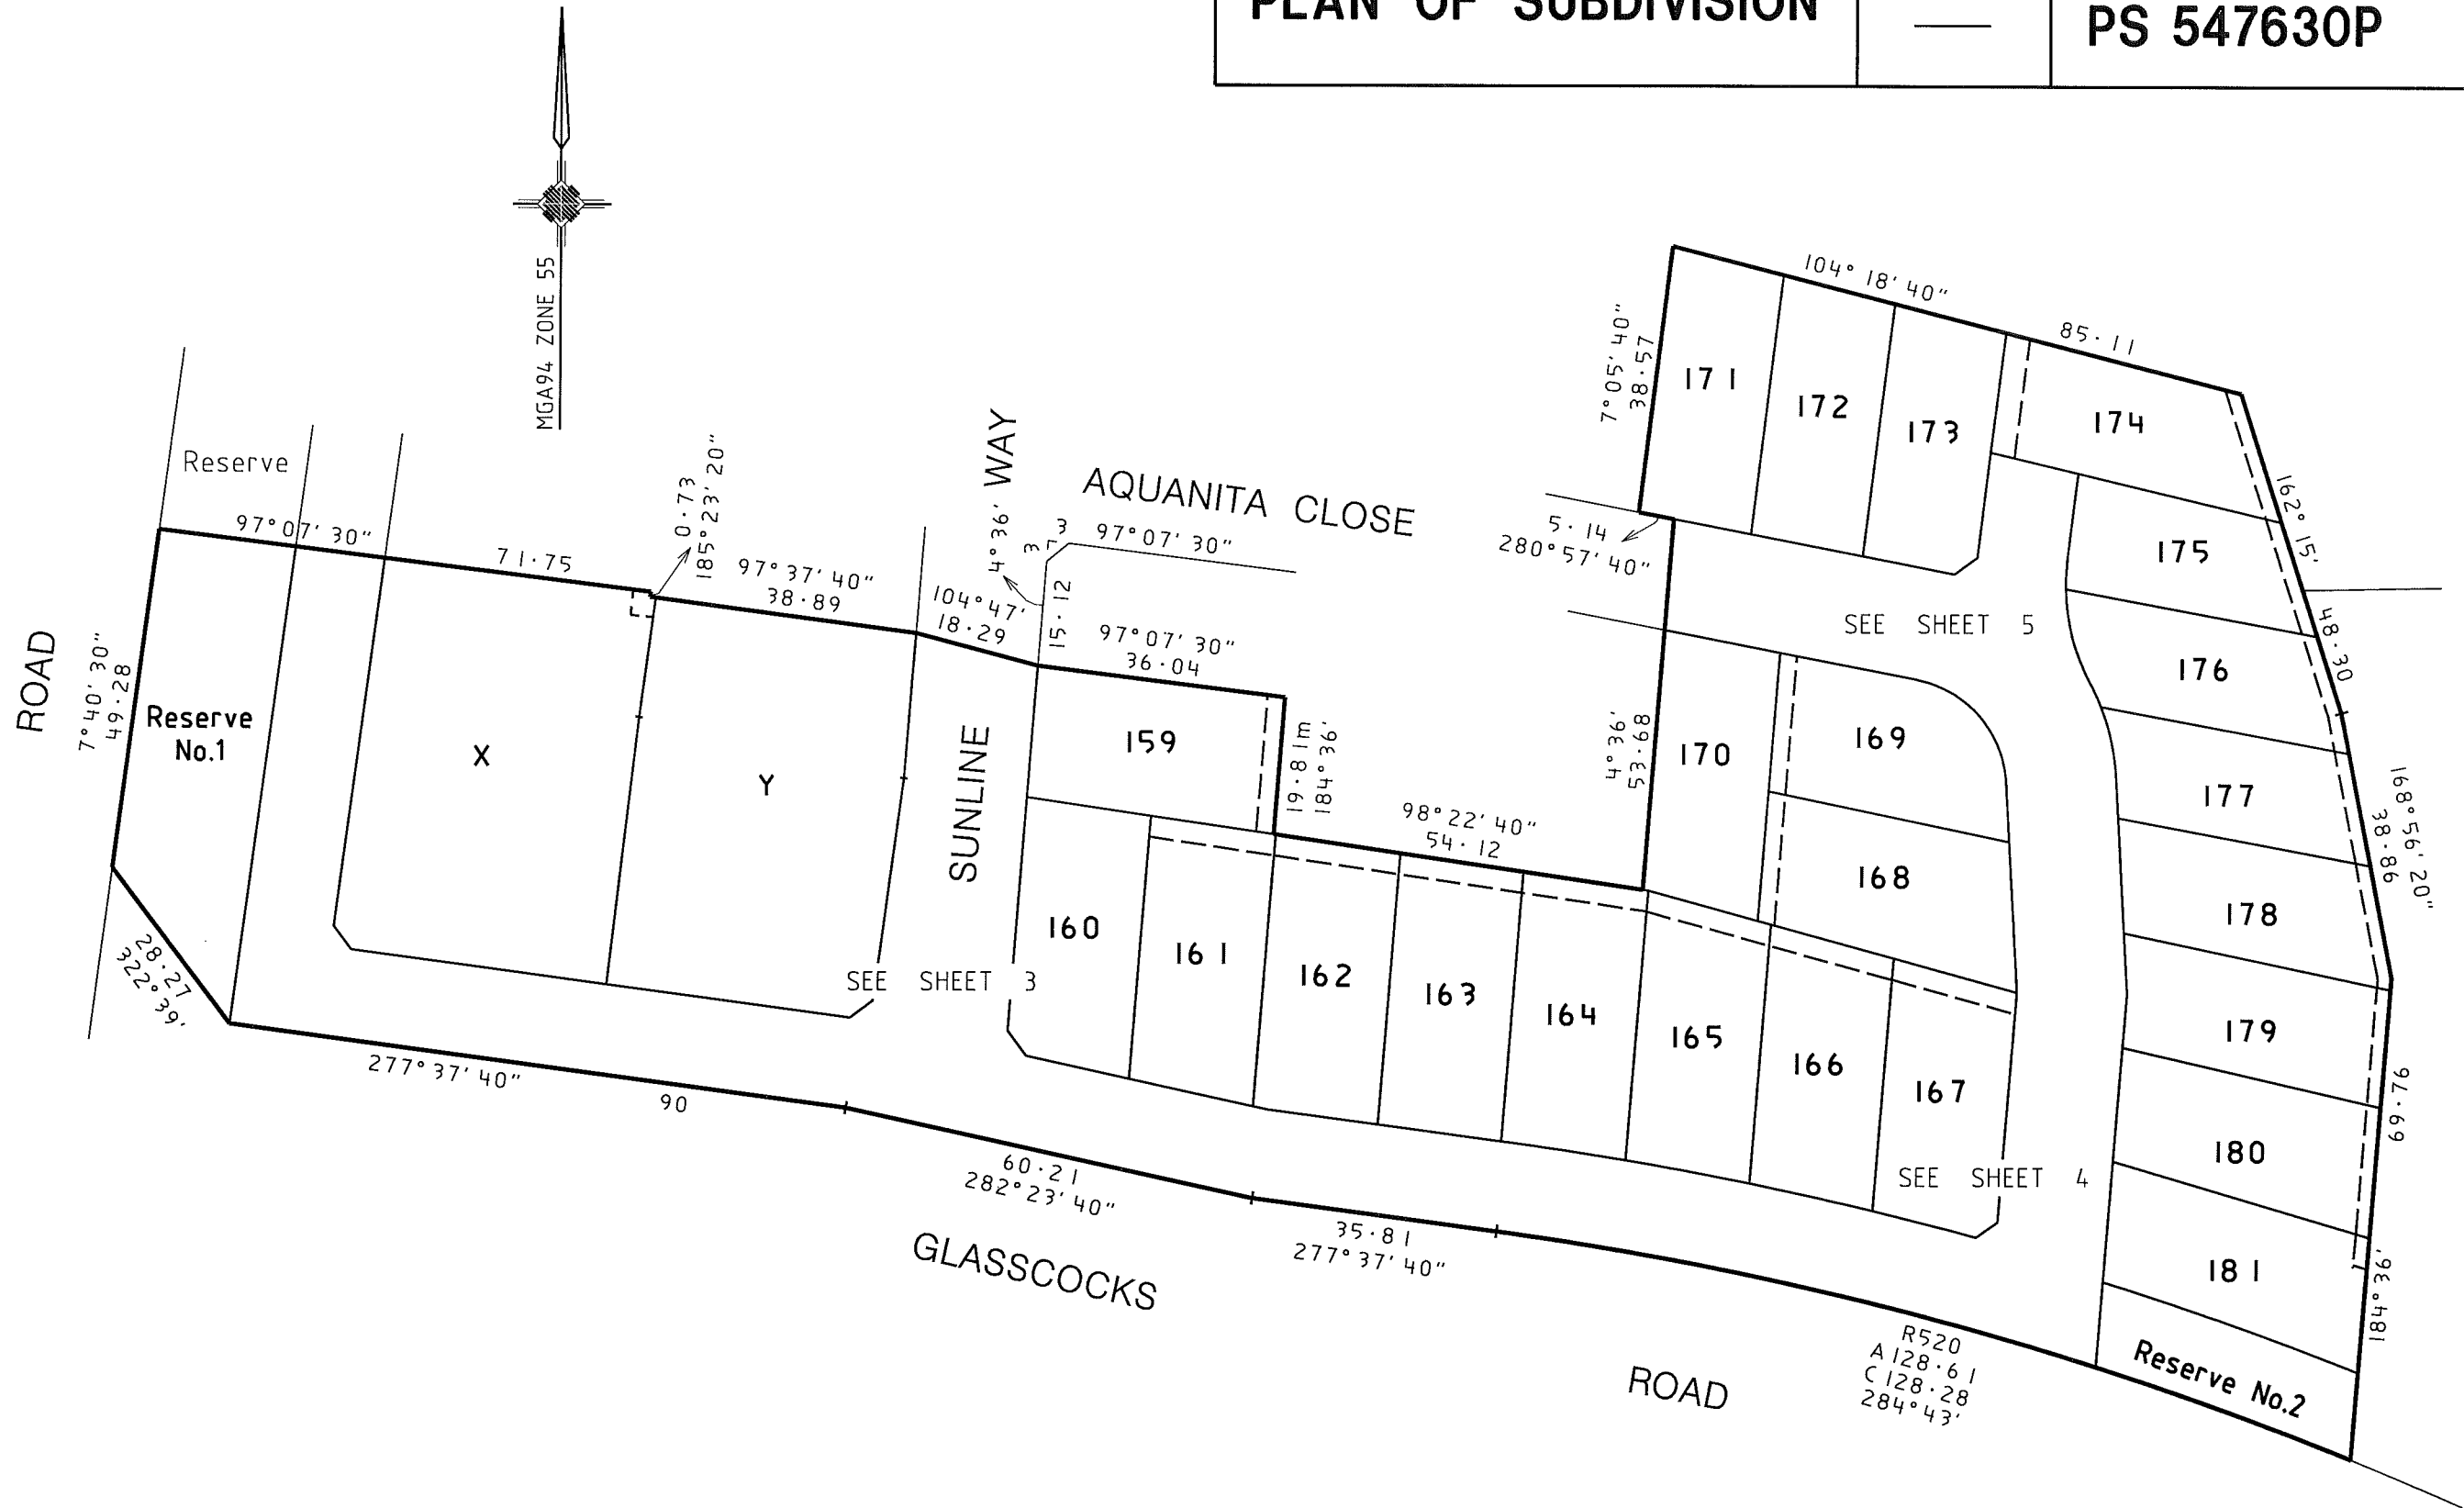 PLAN OF SUBDIVISION
PS 547630P
MGA94 ZONE 55
104° 18' 40"
85·11
7° 05' 40"
38·57
171
172
173
174
162° 15'
48·30
175
176
177
168° 56' 20"
38·86
178
179
69·76
180
181
184° 36'
Reserve No.2
Reserve
97° 07' 30"
71·75
0·73
185° 23' 20"
97° 37' 40"
38·89
104° 47'
18·29
4° 36' WAY
3
3
97° 07' 30"
15·12
AQUANITA CLOSE
5·14
280° 57' 40"
SEE SHEET 5
97° 07' 30"
36·04
ROAD
7° 40' 30"
49·28
Reserve
No.1
X
Y
SUNLINE
159
19·81m
184° 36'
98° 22' 40"
54·12
4° 36'
53·68
170
169
168
28·27
322° 39'
SEE SHEET 3
160
161
162
163
164
165
166
167
SEE SHEET 4
277° 37' 40"
90
60·21
282° 23' 40"
35·81
277° 37' 40"
GLASSCOCKS
ROAD
R520
A128·61
C128·28
284° 43'